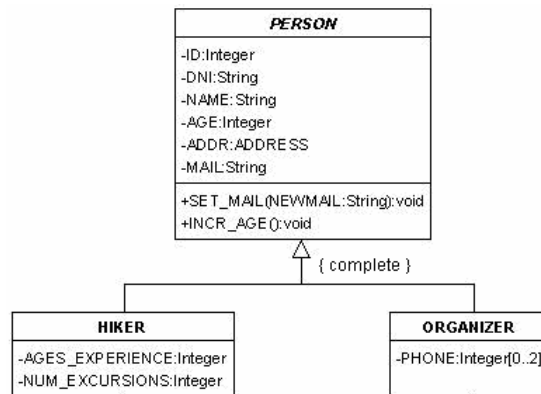 PERSON
-ID:Integer
-DNI:String
-NAME:String
-AGE:Integer
-ADDR:ADDRESS
-MAIL:String
+SET_MAIL(NEWMAIL:String):void
+INCR_AGE():void
{ complete }
HIKER
-AGES_EXPERIENCE:Integer
-NUM_EXCURSIONS:Integer
ORGANIZER
-PHONE:Integer[0..2]